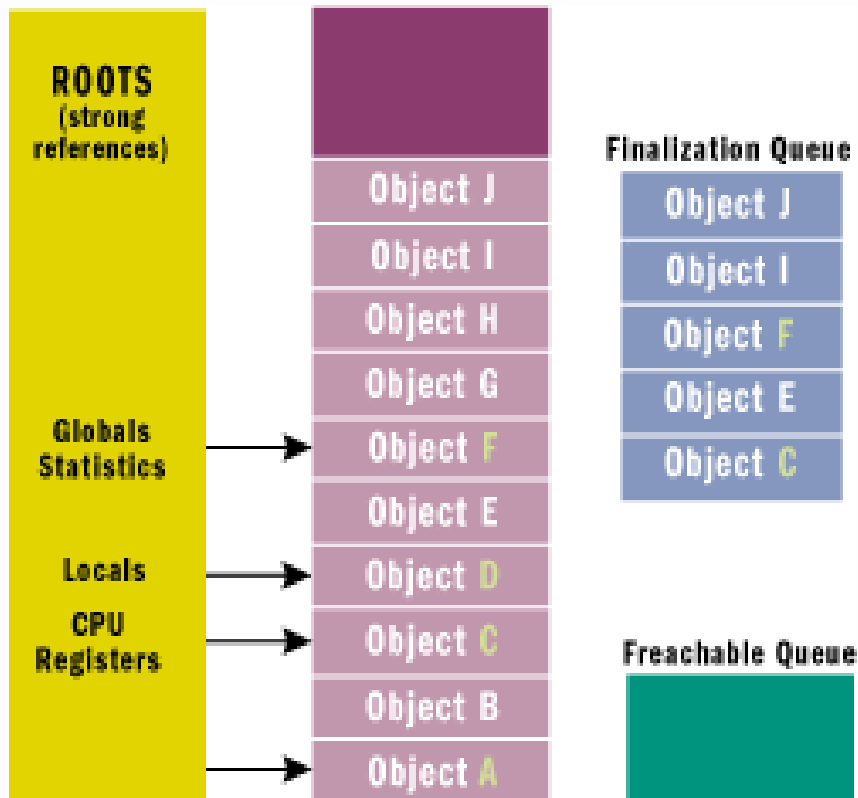 ROOTS
(strong
references)
Globals
Statistics
Locals
CPU
Registers
Object J
Object I
Object H
Object G
Object F
Object E
Object D
Object C
Object B
Object A
Finalization Queue
Object J
Object I
Object F
Object E
Object C
Freachable Queue